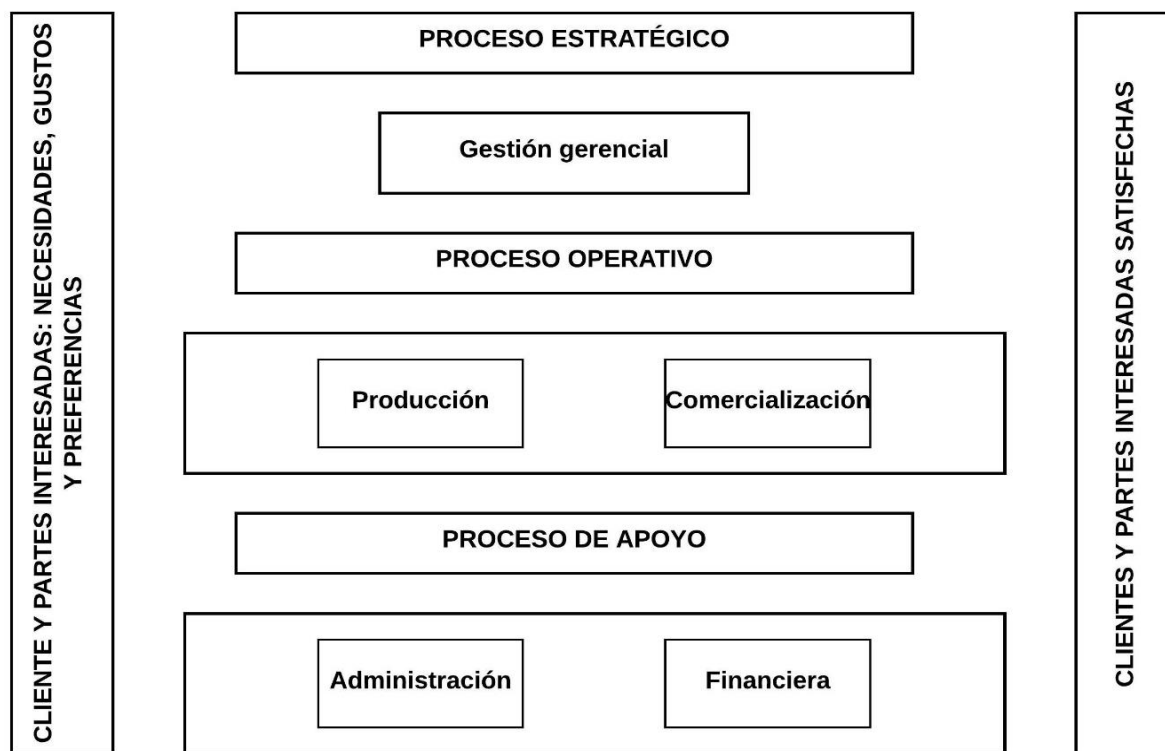 CLIENTE Y PARTES INTERESADAS: NECESIDADES, GUSTOS
Y PREFERENCIAS
PROCESO ESTRATÉGICO
Gestión gerencial
PROCESO OPERATIVO
Producción
Comercialización
PROCESO DE APOYO
Administración
Financiera
CLIENTES Y PARTES INTERESADAS SATISFECHAS